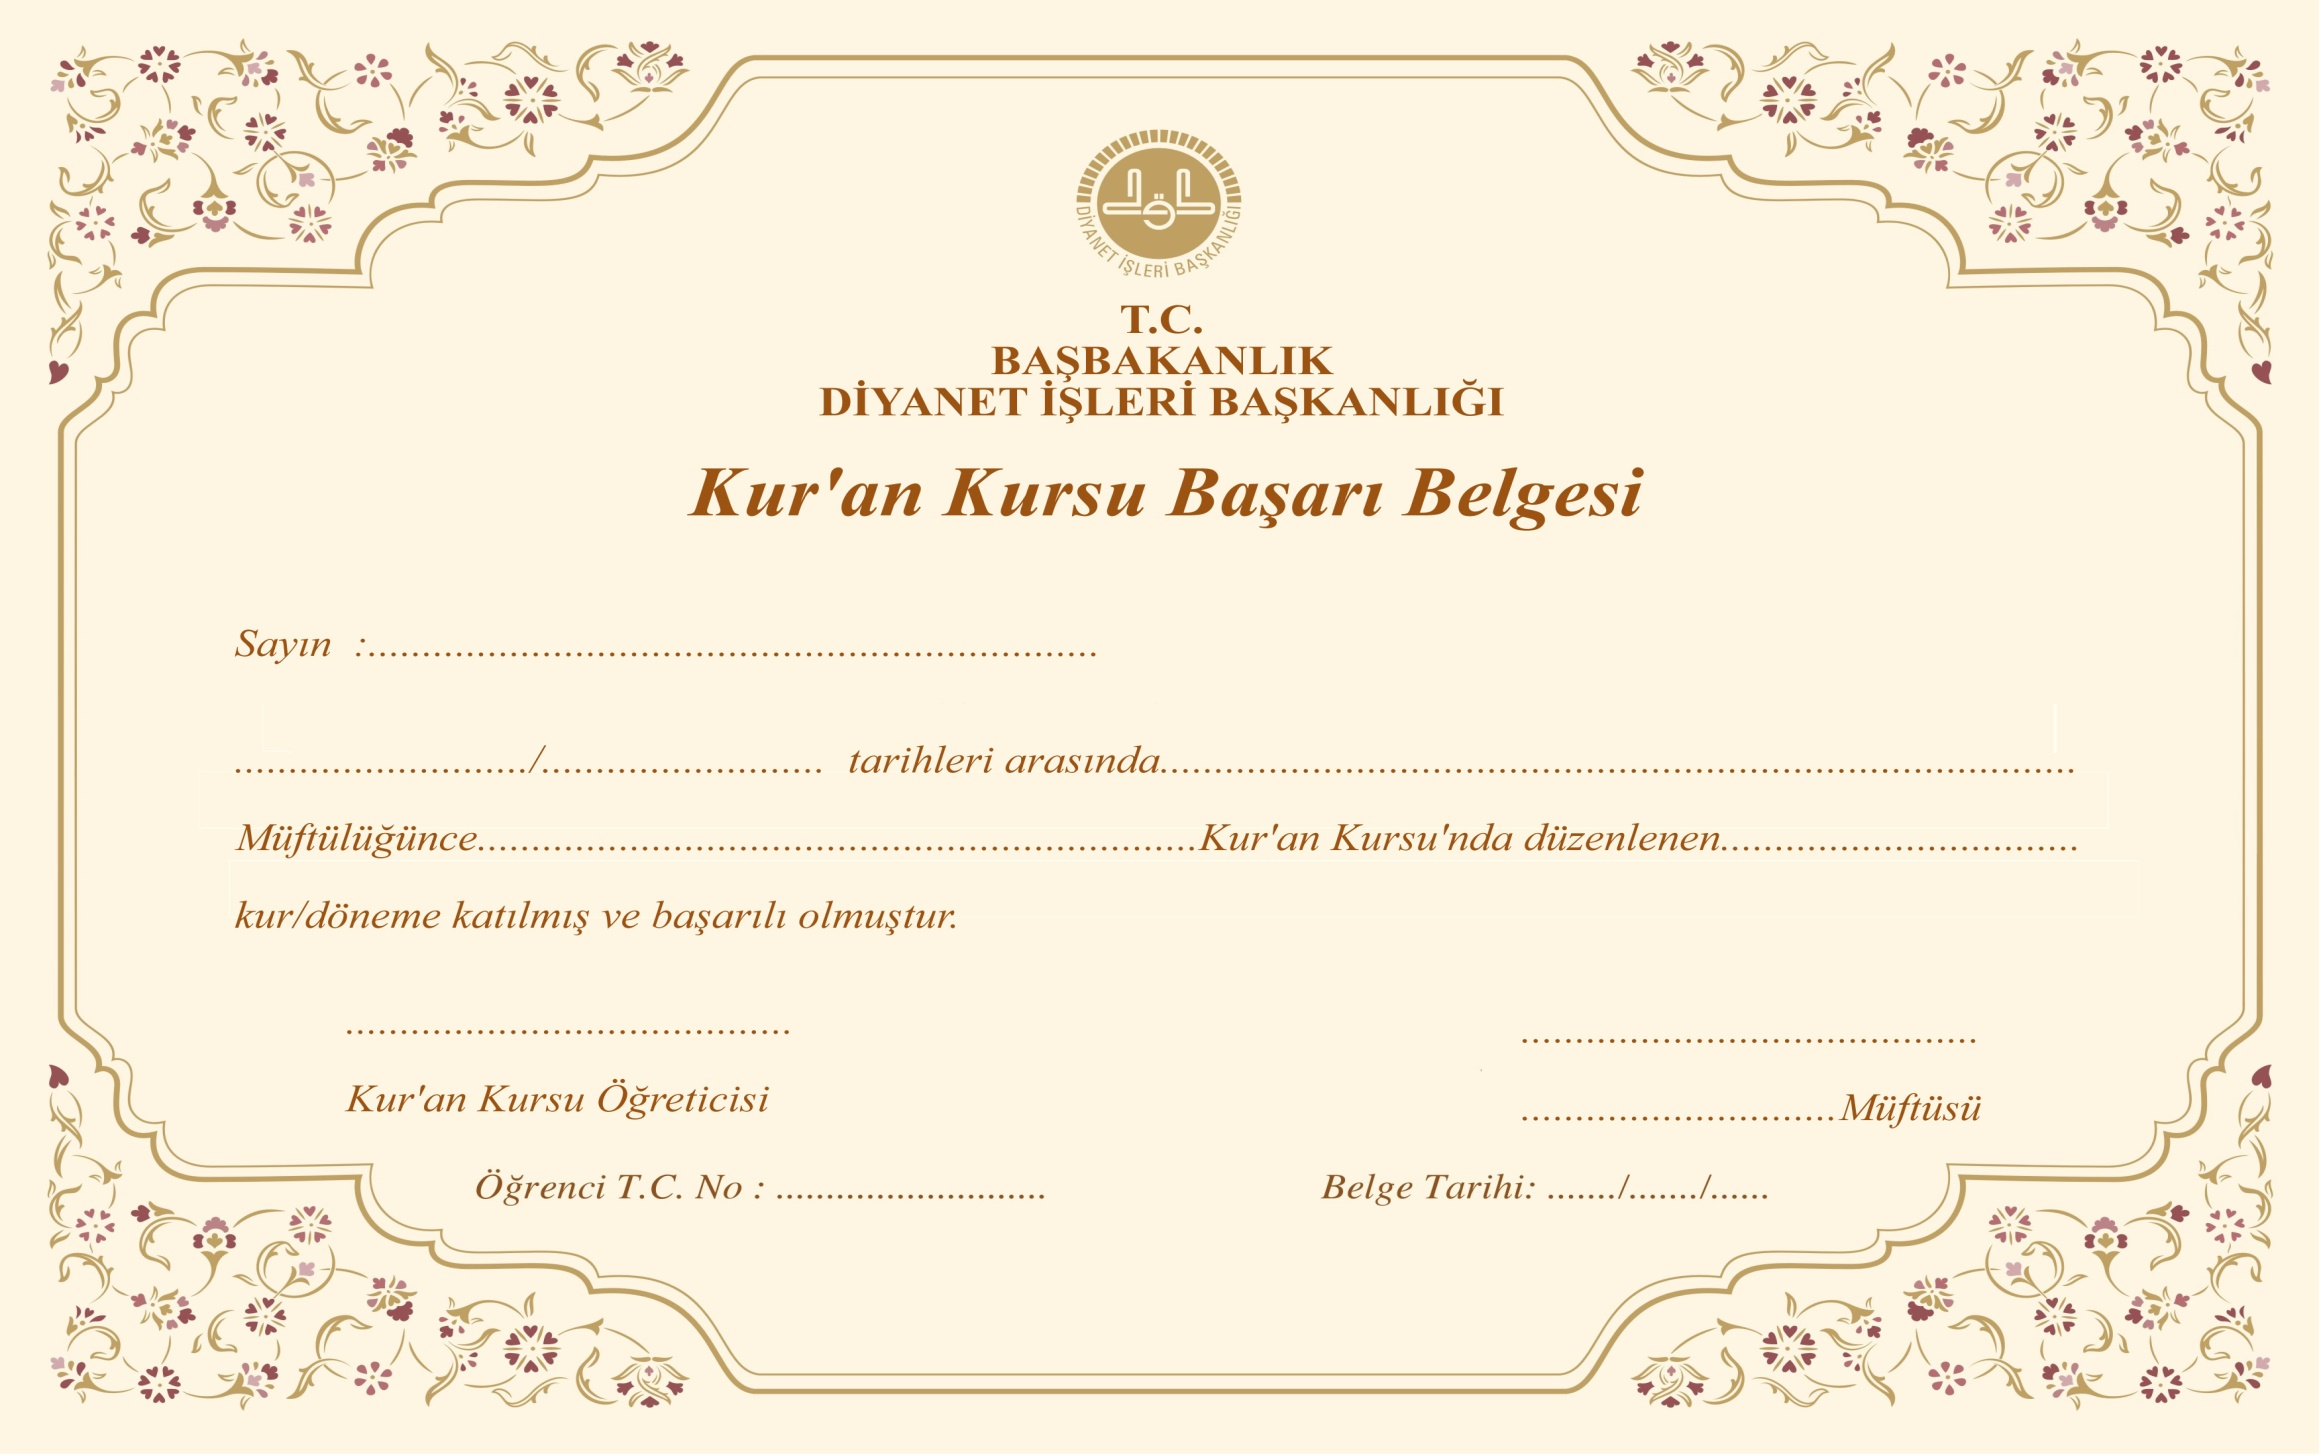 DİYANET İŞLERİ BAŞKANLIĞI
T.C.
BAŞBAKANLIK
DİYANET İŞLERİ BAŞKANLIĞI
Kur'an Kursu Başarı Belgesi
Sayın :....................................................................
.........................../.......................... tarihleri arasında.....................................................................................
Müftülüğünce...................................................................Kur'an Kursu'nda düzenlenen.................................
kur/döneme katılmış ve başarılı olmuştur.
......................................... ..........................................
Kur'an Kursu Öğreticisi .............................Müftüsü
Öğrenci T.C. No : ........................... Belge Tarihi: ......./......./......